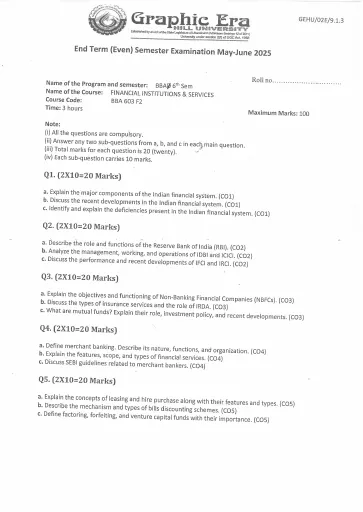 GEHU/02E/9.1.3
Graphic Era
HILL UNIVERSITY
End Term (Even) Semester Examination May-June 2025
Roll no
Name of the Program and semester: BBA 6th Sem
Name of the Course: FINANCIAL INSTITUTIONS & SERVICES
Course Code: BBA 603 F2
Time: 3 hours
Maximum Marks: 100
Note:
(i) All the questions are compulsory.
(ii) Answer any two sub-questions from a, b, and c in each main question.
(iii) Total marks for each question is 20 (twenty).
(iv) Each sub-question carries 10 marks.
Q1. (2X10=20 Marks)
a. Explain the major components of the Indian financial system. (CO1)
b. Discuss the recent developments in the Indian financial system. (CO1)
c. Identify and explain the deficiencies present in the Indian financial system. (CO1)
Q2. (2X10=20 Marks)
a. Describe the role and functions of the Reserve Bank of India (RBI). (CO2)
b. Analyze the management, working, and operations of IDBI and ICICI. (CO2)
c. Discuss the performance and recent developments of IFCI and IRCI. (CO2)
Q3. (2X10=20 Marks)
a. Explain the objectives and functioning of Non-Banking Financial Companies (NBFCs). (CO3)
b. Discuss the types of insurance services and the role of IRDA. (CO3)
c. What are mutual funds? Explain their role, investment policy, and recent developments. (CO3)
Q4. (2X10=20 Marks)
a. Define merchant banking. Describe its nature, functions, and organization. (CO4)
b. Explain the features, scope, and types of financial services. (CO4)
c. Discuss SEBI guidelines related to merchant bankers. (CO4)
Q5. (2X10=20 Marks)
a. Explain the concepts of leasing and hire purchase along with their features and types. (CO5)
b. Describe the mechanism and types of bills discounting schemes. (CO5)
c. Define factoring, forfeiting, and venture capital funds with their importance. (CO5)